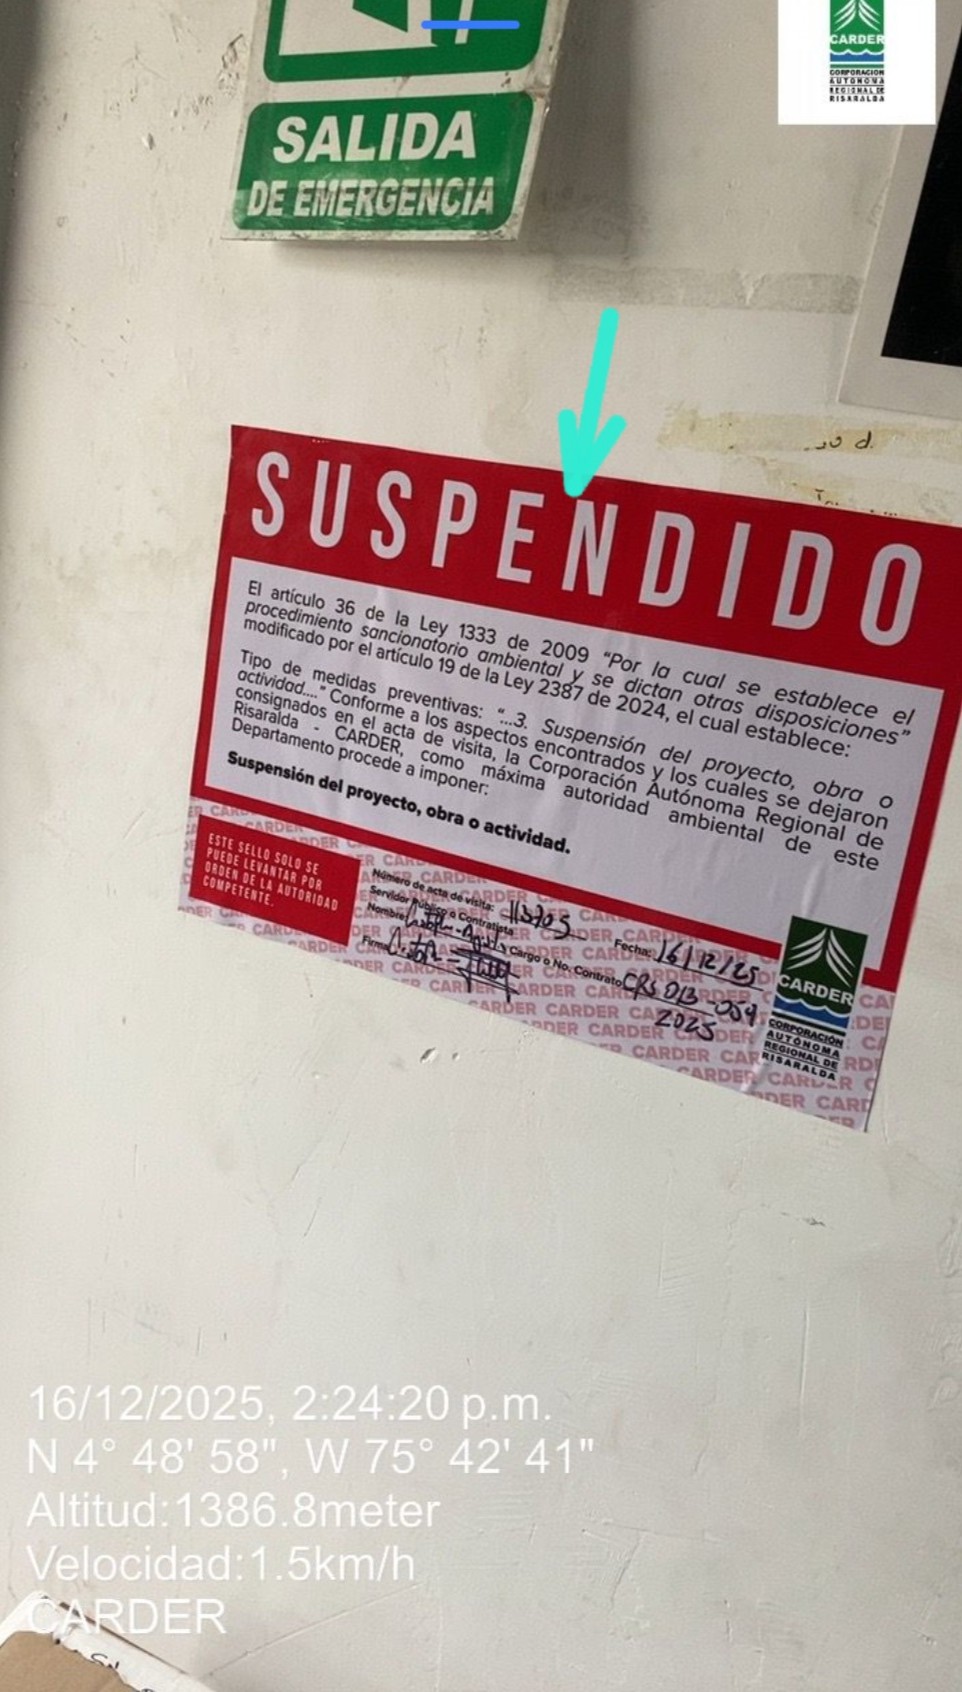 CARDER
CORPORACIÓN
AUTÓNOMA
REGIONAL DE
RISARALDA
SALIDA
DE EMERGENCIA
SUSPENDIDO
El artículo 36 de la Ley 1333 de 2009 “Por la cual se establece el
procedimiento sancionatorio ambiental y se dictan otras disposiciones”
modificado por el artículo 19 de la Ley 2387 de 2024, el cual establece:
Tipo de medidas preventivas: “...3. Suspensión del proyecto, obra o
actividad....” Conforme a los aspectos encontrados y los cuales se dejaron
consignados en el acta de visita, la Corporación Autónoma Regional de
Risaralda - CARDER, como máxima autoridad ambiental de este
Departamento procede a imponer:
Suspensión del proyecto, obra o actividad.
ESTE SELLO SOLO SE
PUEDE LEVANTAR POR
ORDEN DE LA AUTORIDAD
COMPETENTE.
Número de acta de visita:
Servidor Público o Contratista
Nombre:
Cargo o No. Contrato
Firma
Fecha: 16/12/25
2025
CARDER
CORPORACIÓN
AUTÓNOMA
REGIONAL DE
RISARALDA
16/12/2025, 2:24:20 p.m.
N 4° 48' 58", W 75° 42' 41"
Altitud:1386.8meter
Velocidad:1.5km/h
CARDER